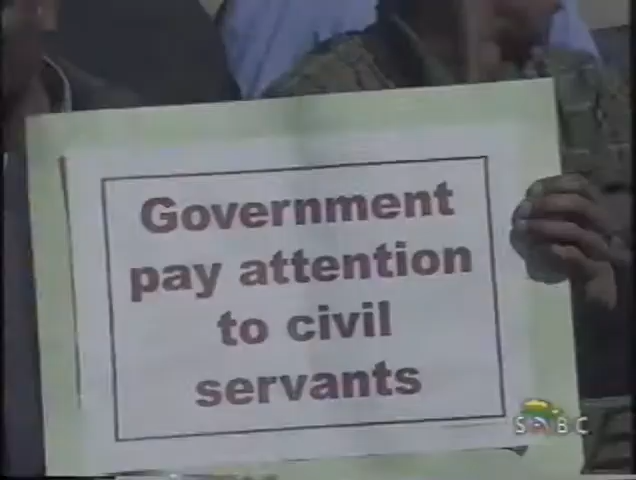 Government
pay attention
to civil
servants
SABC